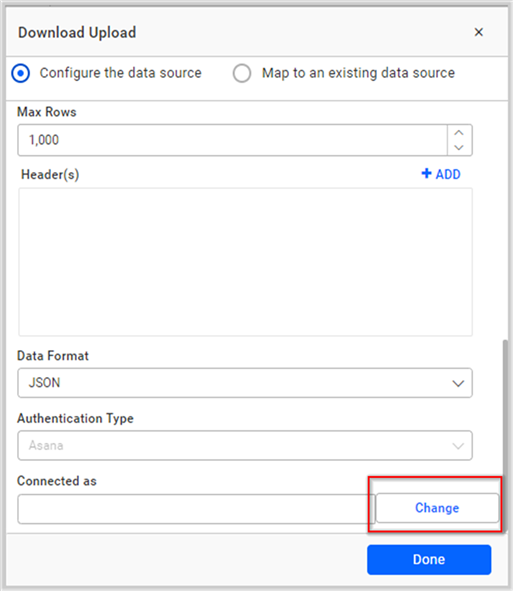 Download Upload ×
Configure the data source Map to an existing data source
Max Rows
1,000
Header(s) + ADD
Data Format
JSON
Authentication Type
Asana
Connected as
Change
Done